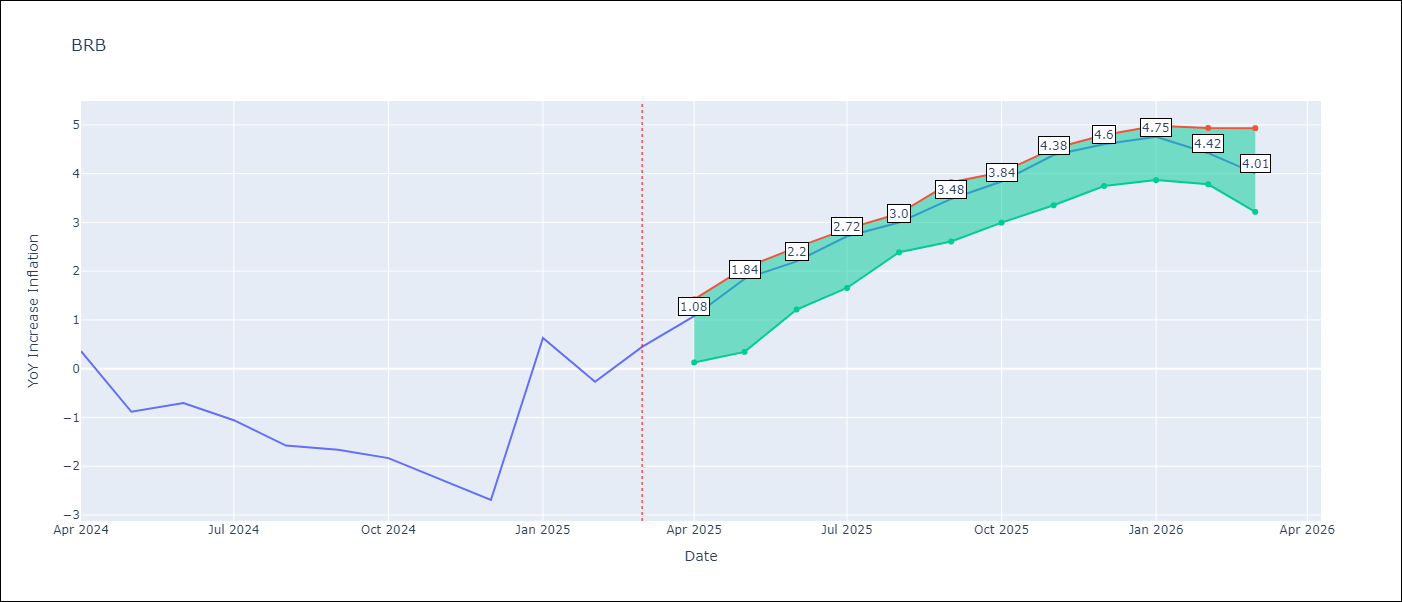 BRB
YoY Increase Inflation
5
4
3
2
1
0
−1
−2
−3
1.08
1.84
2.2
2.72
3.0
3.48
3.84
4.38
4.6
4.75
4.42
4.01
Apr 2024
Jul 2024
Oct 2024
Jan 2025
Apr 2025
Jul 2025
Oct 2025
Jan 2026
Apr 2026
Date